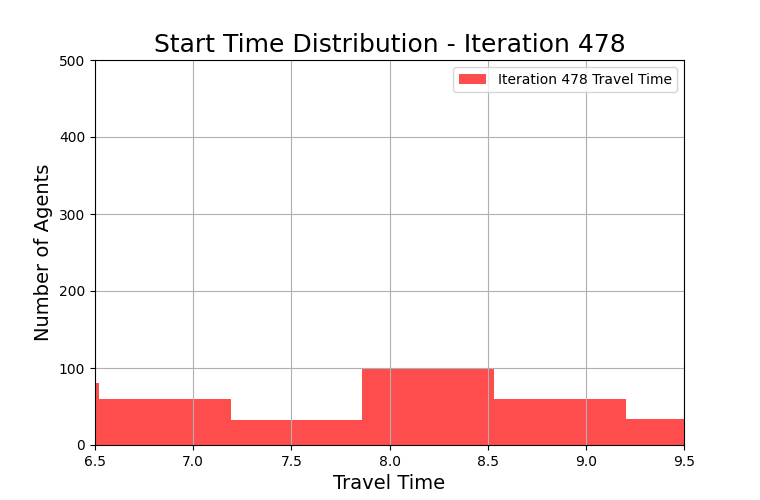 Start Time Distribution - Iteration 478
Iteration 478 Travel Time
Number of Agents
500
400
300
200
100
0
6.5 7.0 7.5 8.0 8.5 9.0 9.5
Travel Time